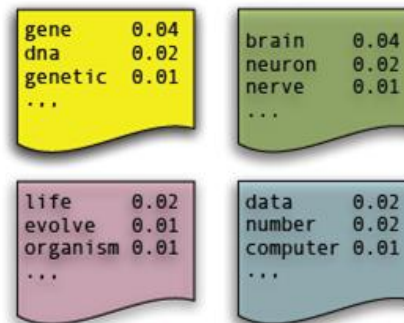 gene 0.04
dna 0.02
genetic 0.01
...
brain 0.04
neuron 0.02
nerve 0.01
...
life 0.02
evolve 0.01
organism 0.01
...
data 0.02
number 0.02
computer 0.01
...